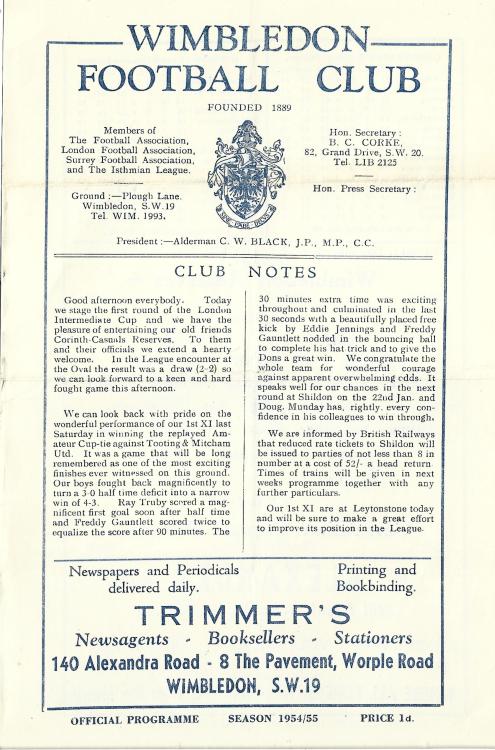 WIMBLEDON
FOOTBALL CLUB
FOUNDED 1889
Members of
The Football Association,
London Football Association,
Surrey Football Association,
and The Isthmian League.
Ground :—Plough Lane.
Wimbledon, S.W.19
Tel. WIM. 1993.
Hon. Secretary :
B. C. CORKE,
82, Grand Drive, S.W. 20.
Tel. LIB 2125
Hon. Press Secretary :
President :—Alderman C. W. BLACK, J.P., M.P., C.C.
CLUB NOTES
Good afternoon everybody. Today
we stage the first round of the London
Intermediate Cup and we have the
pleasure of entertaining our old friends
Corinth-Casuals Reserves. To them
and their officials we extend a hearty
welcome. In the League encounter at
the Oval the result was a draw (2-2) so
we can look forward to a keen and hard
fought game this afternoon.
We can look back with pride on the
wonderful performance of our 1st XI last
Saturday in winning the replayed Am-
ateur Cup-tie against Tooting & Mitcham
Utd. It was a game that will be long
remembered as one of the most exciting
finishes ever witnessed on this ground.
Our boys fought back magnificently to
turn a 3-0 half time deficit into a narrow
win of 4-3. Ray Truby scored a mag-
nificent first goal soon after half time
and Freddy Gauntlett scored twice to
equalize the score after 90 minutes. The
30 minutes extra time was exciting
throughout and culminated in the last
30 seconds with a beautifully placed free
kick by Eddie Jennings and Freddy
Gauntlett nodded in the bouncing ball
to complete his hat trick and to give the
Dons a great win. We congratulate the
whole team for wonderful courage
against apparent overwhelming odds. It
speaks well for our chances in the next
round at Shildon on the 22nd Jan. and
Doug. Munday has, rightly, every con-
fidence in his colleagues to win through.
We are informed by British Railways
that reduced rate tickets to Shildon will
be issued to parties of not less than 8 in
number at a cost of 52/- a head return.
Times of trains will be given in next
weeks programme together with any
further particulars.
Our 1st XI are at Leytonstone today
and will be sure to make a great effort
to improve its position in the League.
Newspapers and Periodicals
delivered daily.
Printing and
Bookbinding.
TRIMMER'S
Newsagents - Booksellers - Stationers
140 Alexandra Road - 8 The Pavement, Worple Road
WIMBLEDON, S.W.19
OFFICIAL PROGRAMME SEASON 1954/55 PRICE 1d.